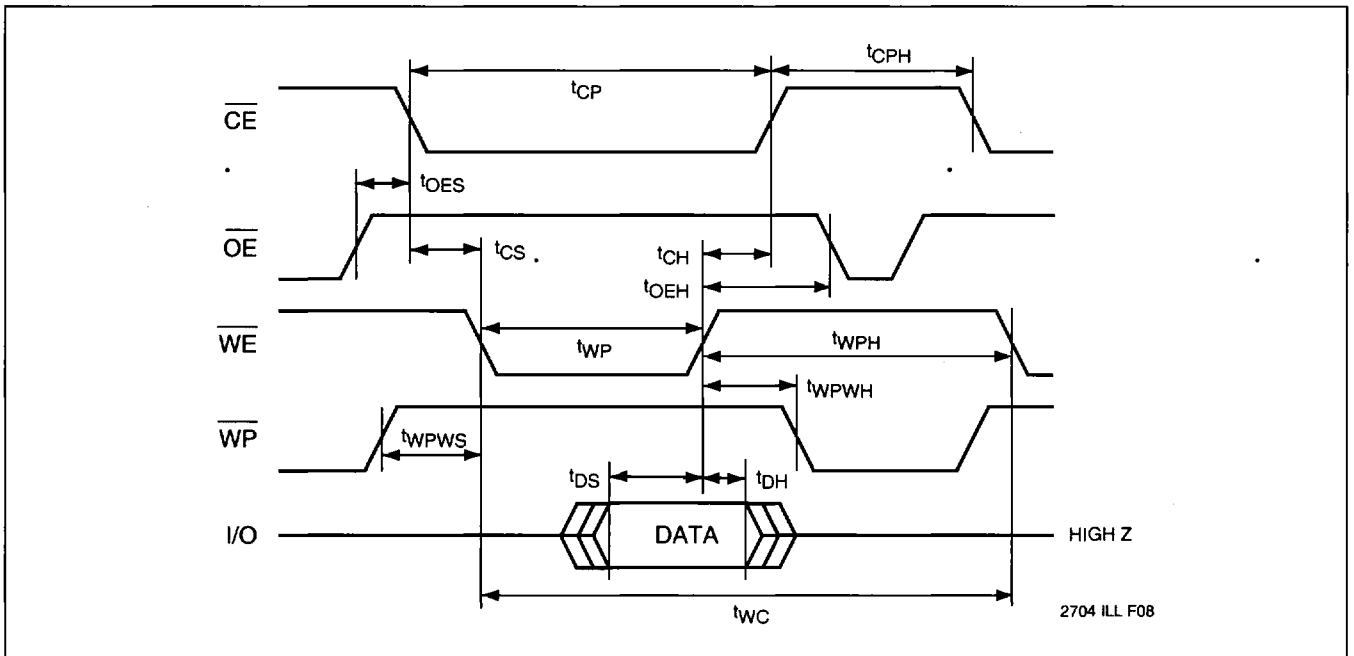 tCPH
tCP
CE
tOES
OE
tCS
tCH
tOEH
WE
tWP
tWPH
tWPWH
WP
tWPWS
tDS
tDH
I/O
DATA
HIGH Z
tWC
2704 ILL F08